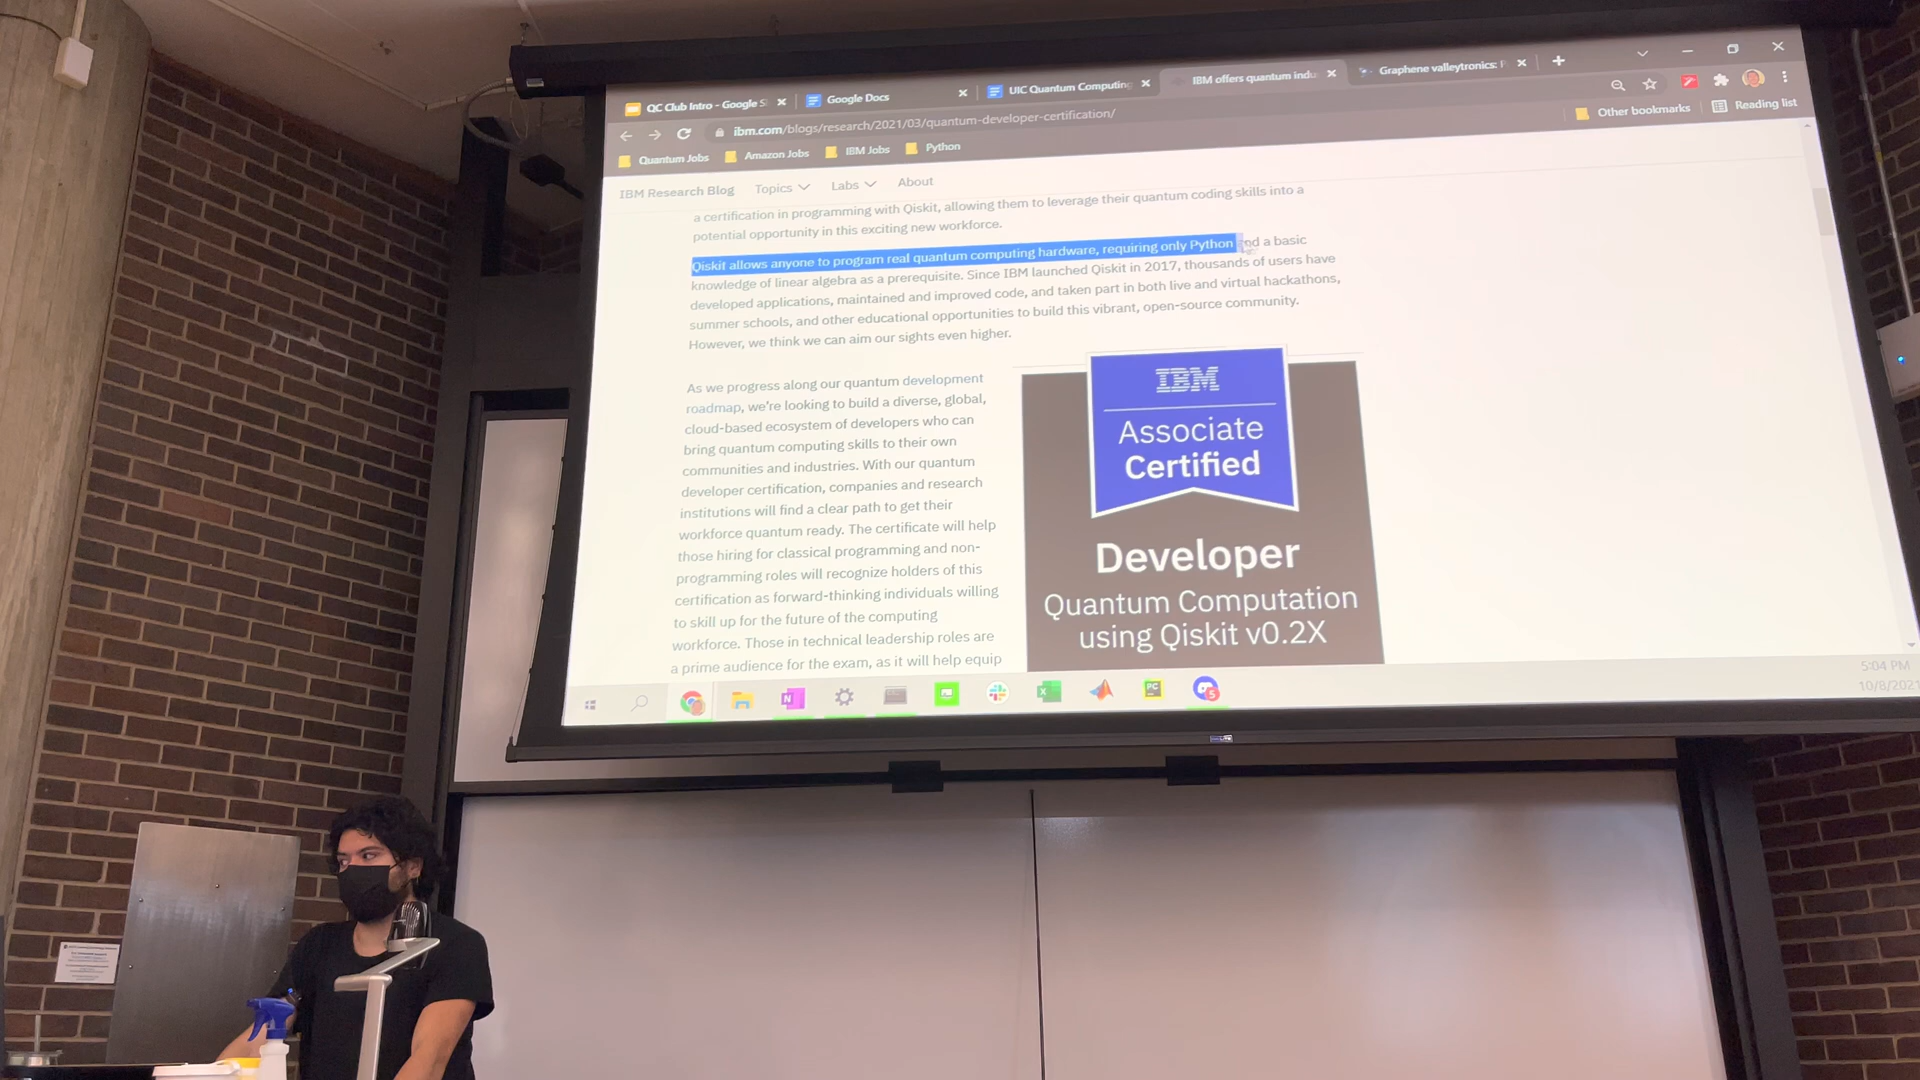 QC Club Intro - Google S
Google Docs
UIC Quantum Computing
IBM offers quantum indu
Graphene valleytronics:
ibm.com/blogs/research/2021/03/quantum-developer-certification/
Other bookmarks
Reading list
Quantum Jobs
Amazon Jobs
IBM Jobs
Python
IBM Research Blog
Topics
Labs
About
a certification in programming with Qiskit, allowing them to leverage their quantum coding skills into a
potential opportunity in this exciting new workforce.
Qiskit allows anyone to program real quantum computing hardware, requiring only Python and a basic
knowledge of linear algebra as a prerequisite. Since IBM launched Qiskit in 2017, thousands of users have
developed applications, maintained and improved code, and taken part in both live and virtual hackathons,
summer schools, and other educational opportunities to build this vibrant, open-source community.
However, we think we can aim our sights even higher.
As we progress along our quantum development
roadmap, we're looking to build a diverse, global,
cloud-based ecosystem of developers who can
bring quantum computing skills to their own
communities and industries. With our quantum
developer certification, companies and research
institutions will find a clear path to get their
workforce quantum ready. The certificate will help
those hiring for classical programming and non-
programming roles will recognize holders of this
certification as forward-thinking individuals willing
to skill up for the future of the computing
workforce. Those in technical leadership roles are
a prime audience for the exam, as it will help equip
IBM
Associate
Certified
Developer
Quantum Computation
using Qiskit v0.2X
N
PC
5
5:04 PM
10/8/2021